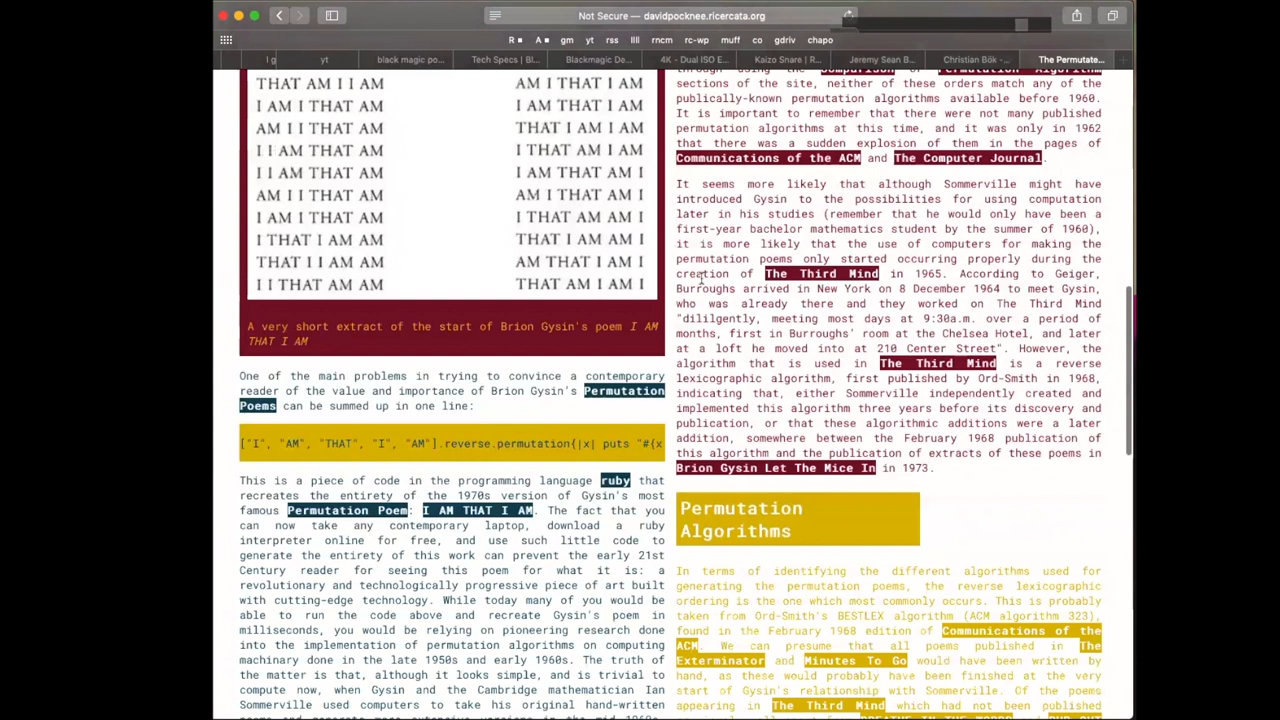 Not Secure — davidpocknee.ricercata.org
R■ A■ gm yt rss llll rncm rc-wp muff co gdriv chapo
I g yt black magic po... Tech Specs | Bl... Blackmagic De... 4K - Dual ISO E... Kaizo Snare | R... Jeremy Sean B... Christian Bök -... The Permutate...
THAT AM I I AM AM I THAT I AM
I AM I THAT AM I AM THAT I AM
AM I I THAT AM THAT I AM I AM
I I AM THAT AM I THAT AM I AM
I I AM THAT AM I AM THAT I AM
AM I I THAT AM AM I THAT I AM
I AM I THAT AM I THAT AM AM I
I THAT I AM AM THAT I AM AM I
THAT I I AM AM AM THAT I AM I
I I THAT AM AM THAT AM I AM I
A very short extract of the start of Brion Gysin's poem I AM
THAT I AM
One of the main problems in trying to convince a contemporary
reader of the value and importance of Brion Gysin's Permutation
Poems can be summed up in one line:
["I", "AM", "THAT", "I", "AM"].reverse.permutation{|x| puts "#{x
This is a piece of code in the programming language ruby that
recreates the entirety of the 1970s version of Gysin's most
famous Permutation Poem: I AM THAT I AM. The fact that you
can now take any contemporary laptop, download a ruby
interpreter online for free, and use such little code to
generate the entirety of this work can prevent the early 21st
Century reader for seeing this poem for what it is: a
revolutionary and technologically progressive piece of art built
with cutting-edge technology. While today many of you would be
able to run the code above and recreate Gysin's poem in
milliseconds, you would be relying on pioneering research done
into the implementation of permutation algorithms on computing
machinary done in the late 1950s and early 1960s. The truth of
the matter is that, although it looks simple, and is trivial to
compute now, when Gysin and the Cambridge mathematician Ian
Sommerville used computers to take his original hand-written
through using the Comparison of Permutation Algorithm
sections of the site, neither of these orders match any of the
publically-known permutation algorithms available before 1960.
It is important to remember that there were not many published
permutation algorithms at this time, and it was only in 1962
that there was a sudden explosion of them in the pages of
Communications of the ACM and The Computer Journal.
It seems more likely that although Sommerville might have
introduced Gysin to the possibilities for using computation
later in his studies (remember that he would only have been a
first-year bachelor mathematics student by the summer of 1960),
it is more likely that the use of computers for making the
permutation poems only started occurring properly during the
creation of The Third Mind in 1965. According to Geiger,
Burroughs arrived in New York on 8 December 1964 to meet Gysin,
who was already there and they worked on The Third Mind
"dililgently, meeting most days at 9:30a.m. over a period of
months, first in Burroughs' room at the Chelsea Hotel, and later
at a loft he moved into at 210 Center Street". However, the
algorithm that is used in The Third Mind is a reverse
lexicographic algorithm, first published by Ord-Smith in 1968,
indicating that, either Sommerville independently created and
implemented this algorithm three years before its discovery and
publication, or that these algorithmic additions were a later
addition, somewhere between the February 1968 publication of
this algorithm and the publication of extracts of these poems in
Brion Gysin Let The Mice In in 1973.
Permutation
Algorithms
In terms of identifying the different algorithms used for
generating the permutation poems, the reverse lexicographic
ordering is the one which most commonly occurs. This is probably
taken from Ord-Smith's BESTLEX algorithm (ACM algorithm 323),
found in the February 1968 edition of Communications of the
ACM. We can presume that all poems published in The
Exterminator and Minutes To Go would have been written by
hand, as these would probably have been finished at the very
start of Gysin's relationship with Sommerville. Of the poems
appearing in The Third Mind which had not been published